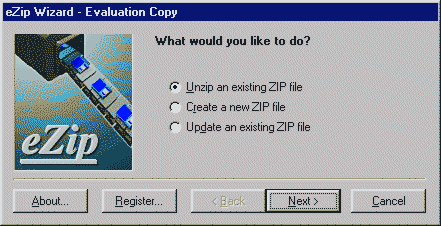 eZip Wizard - Evaluation Copy
What would you like to do?
Unzip an existing ZIP file
Create a new ZIP file
Update an existing ZIP file
eZip
About... Register... < Back Next > Cancel